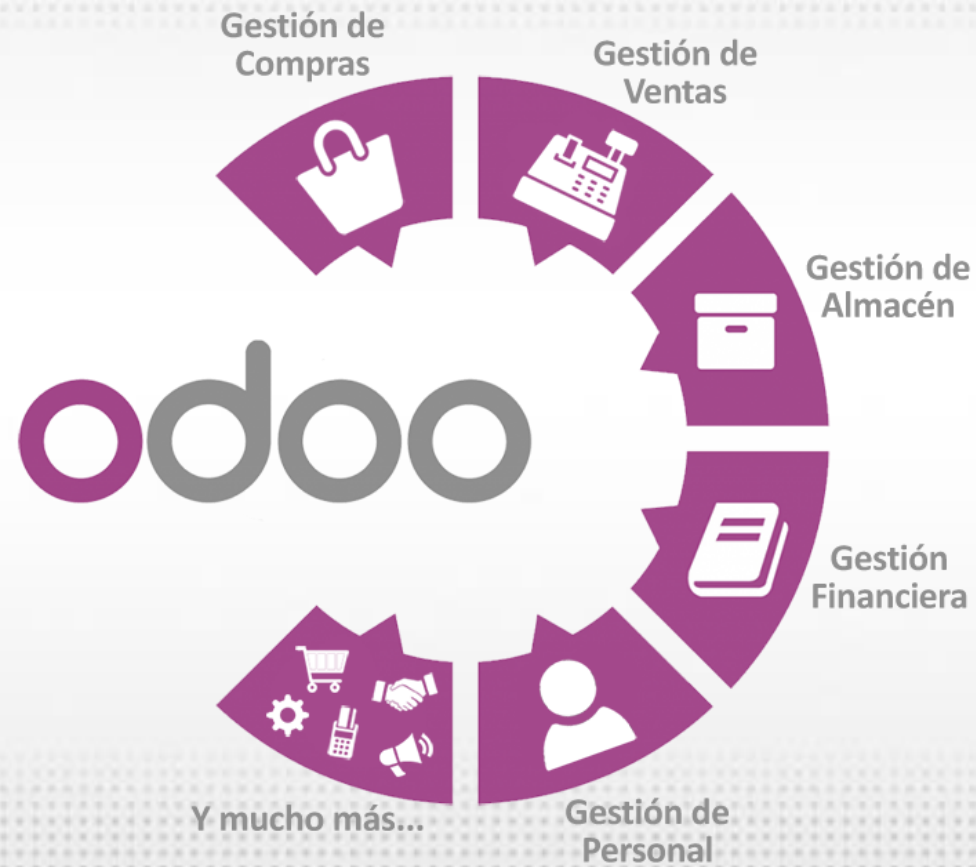 Gestión de
Compras
Gestión de
Ventas
Gestión de
Almacén
odoo
Gestión
Financiera
Gestión de
Personal
Y mucho más...